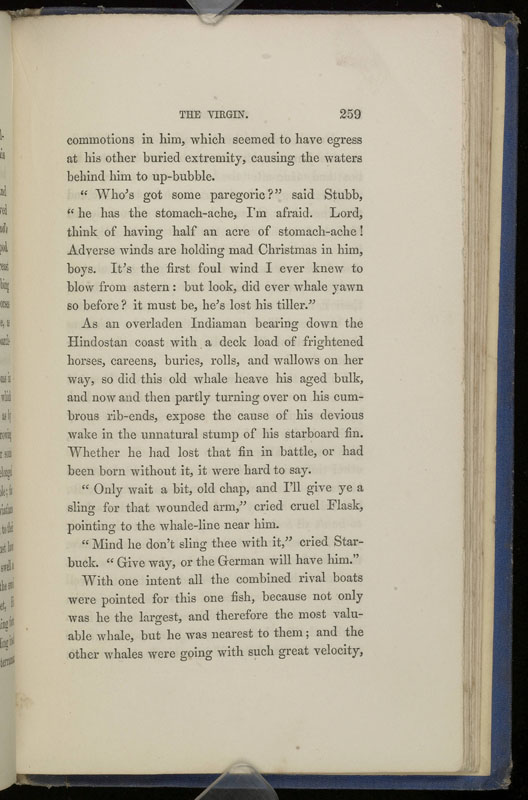 THE VIRGIN. 259
commotions in him, which seemed to have egress
at his other buried extremity, causing the waters
behind him to up-bubble.
“ Who’s got some paregoric?” said Stubb,
“ he has the stomach-ache, I’m afraid. Lord,
think of having half an acre of stomach-ache!
Adverse winds are holding mad Christmas in him,
boys. It’s the first foul wind I ever knew to
blow from astern: but look, did ever whale yawn
so before? it must be, he’s lost his tiller.”
As an overladen Indiaman bearing down the
Hindostan coast with a deck load of frightened
horses, careens, buries, rolls, and wallows on her
way, so did this old whale heave his aged bulk,
and now and then partly turning over on his cum-
brous rib-ends, expose the cause of his devious
wake in the unnatural stump of his starboard fin.
Whether he had lost that fin in battle, or had
been born without it, it were hard to say.
“ Only wait a bit, old chap, and I’ll give ye a
sling for that wounded arm,” cried cruel Flask,
pointing to the whale-line near him.
“ Mind he don’t sling thee with it,” cried Star-
buck. “ Give way, or the German will have him.”
With one intent all the combined rival boats
were pointed for this one fish, because not only
was he the largest, and therefore the most valu-
able whale, but he was nearest to them; and the
other whales were going with such great velocity,